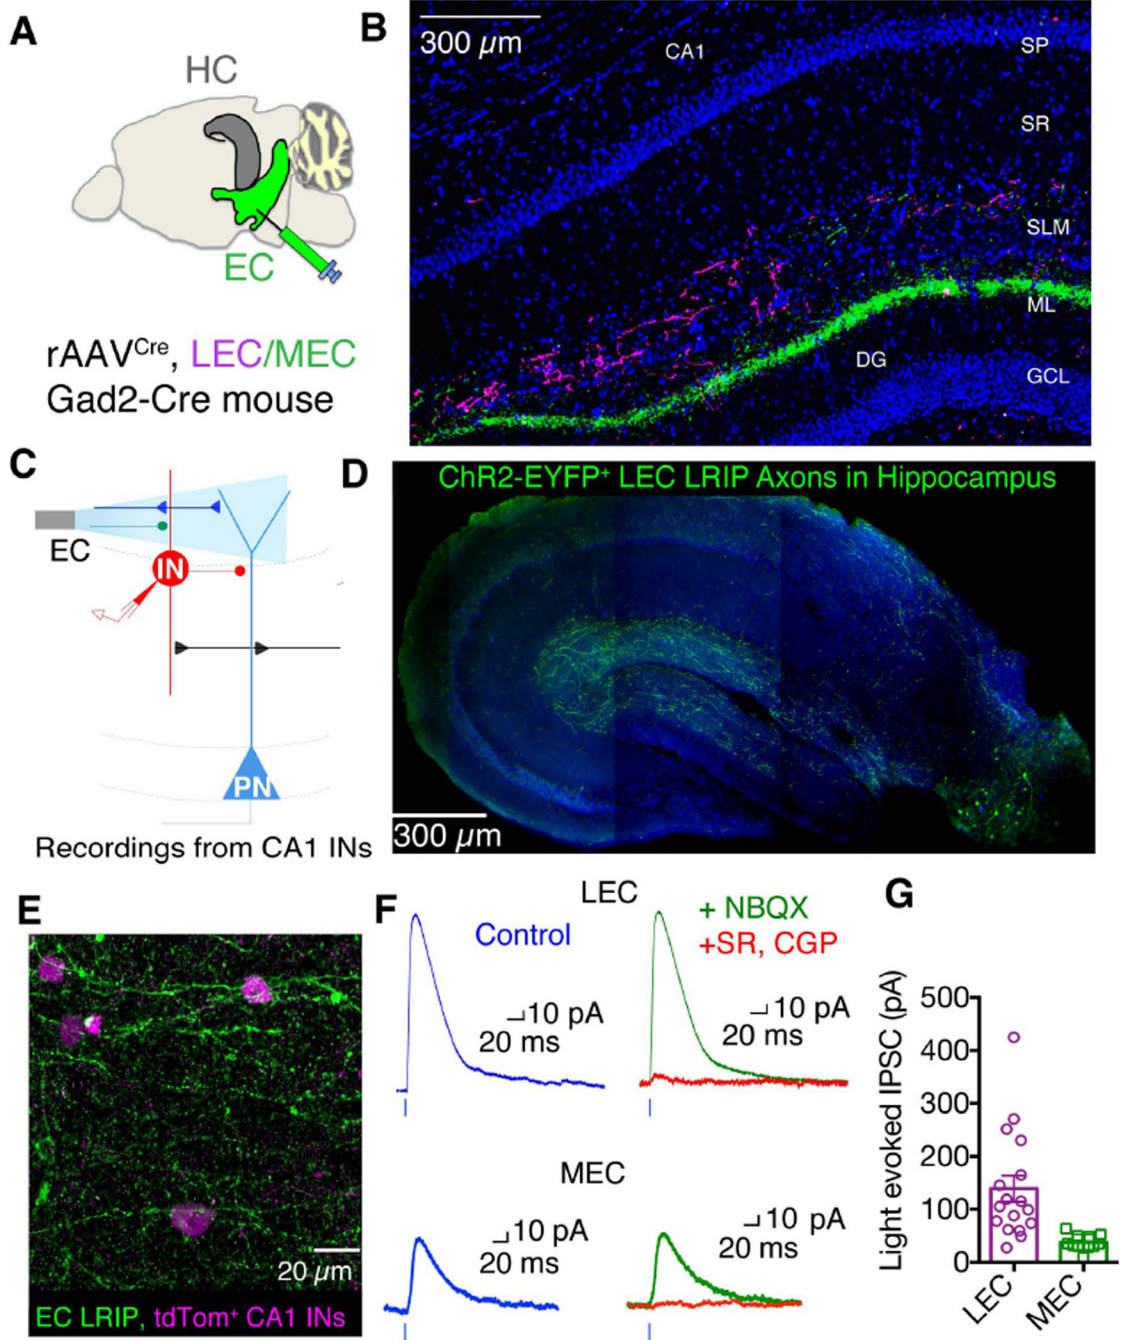 A
HC
EC
rAAVCre, LEC/MEC
Gad2-Cre mouse
B
300 µm
CA1
SP
SR
SLM
ML
DG
GCL
C
EC
IN
PN
Recordings from CA1 INs
D
ChR2-EYFP+ LEC LRIP Axons in Hippocampus
300 µm
E
20 µm
EC LRIP, tdTom+ CA1 INs
F
LEC
Control
10 pA
20 ms
+ NBQX
+SR, CGP
10 pA
20 ms
MEC
10 pA
20 ms
10 pA
20 ms
G
Light evoked IPSC (pA)
500
400
300
200
100
0
LEC
MEC